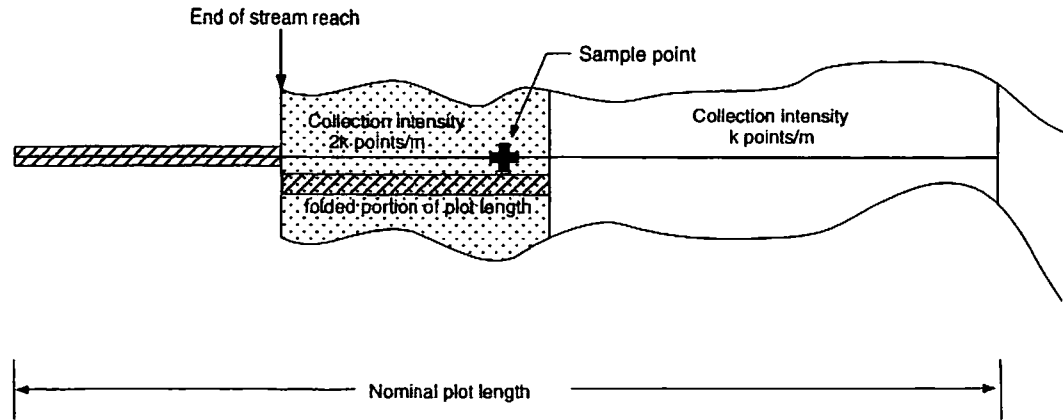 End of stream reach
Sample point
Collection intensity
2k points/m
Collection intensity
k points/m
folded portion of plot length
Nominal plot length